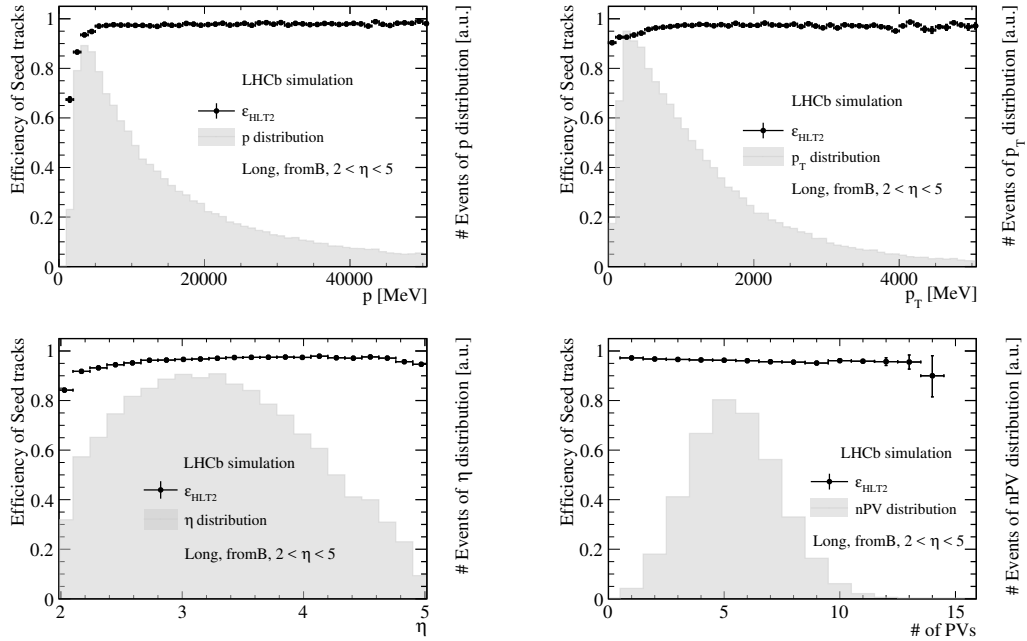 Efficiency of Seed tracks
1
0.8
0.6
0.4
0.2
0
LHCb simulation
ε_HLT2
p distribution
Long, fromB, 2 < η < 5
0
20000
40000
p [MeV]
# Events of p distribution [a.u.]
Efficiency of Seed tracks
1
0.8
0.6
0.4
0.2
0
LHCb simulation
ε_HLT2
p_T distribution
Long, fromB, 2 < η < 5
0
2000
4000
p_T [MeV]
# Events of p_T distribution [a.u.]
Efficiency of Seed tracks
1
0.8
0.6
0.4
0.2
0
LHCb simulation
ε_HLT2
η distribution
Long, fromB, 2 < η < 5
2
3
4
5
η
# Events of η distribution [a.u.]
Efficiency of Seed tracks
1
0.8
0.6
0.4
0.2
0
LHCb simulation
ε_HLT2
nPV distribution
Long, fromB, 2 < η < 5
0
5
10
15
# of PVs
# Events of nPV distribution [a.u.]